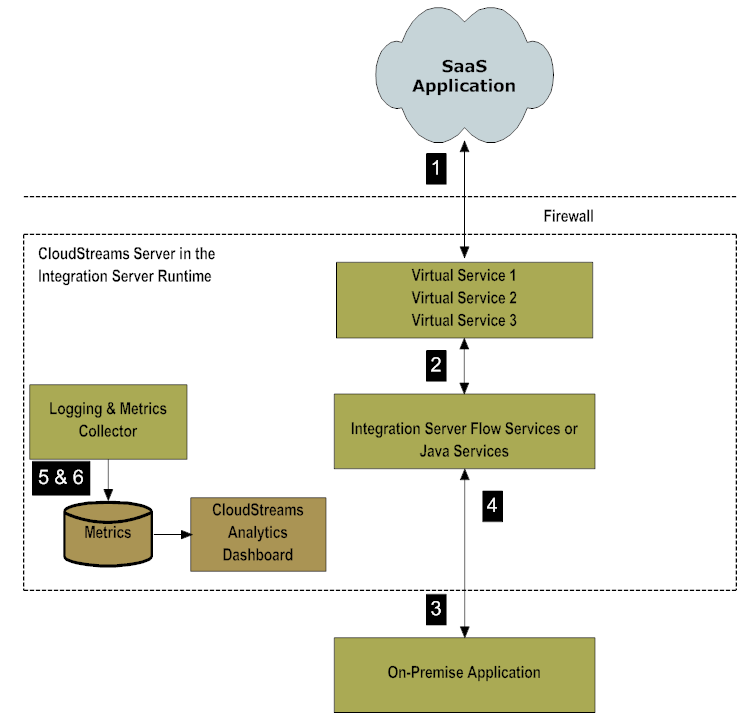 SaaS
Application
1
Firewall
CloudStreams Server in the
Integration Server Runtime
Virtual Service 1
Virtual Service 2
Virtual Service 3
2
Logging & Metrics
Collector
Integration Server Flow Services or
Java Services
5 & 6
4
CloudStreams
Analytics
Dashboard
Metrics
3
On-Premise Application